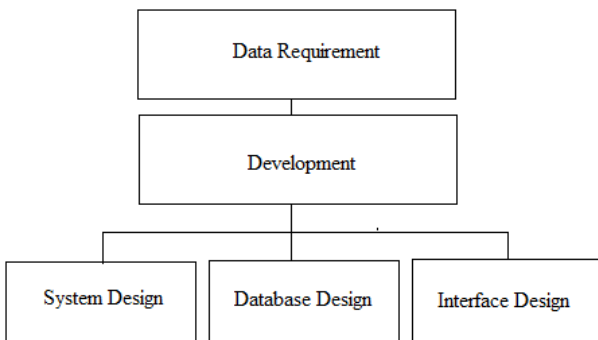 Data Requirement
Development
System Design
Database Design
Interface Design